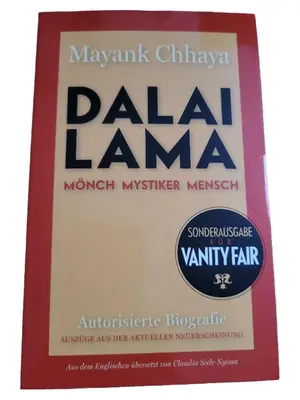 Mayank Chhaya
DALAI
LAMA
MÖNCH MYSTIKER MENSCH
SONDERAUSGABE
FÜR
VANITY FAIR
Autorisierte Biografie
AUSZÜGE AUS DER AKTUELLEN NEUERSCHEINUNG
Aus dem Englischen übersetzt von Claudia Seele-Nyima